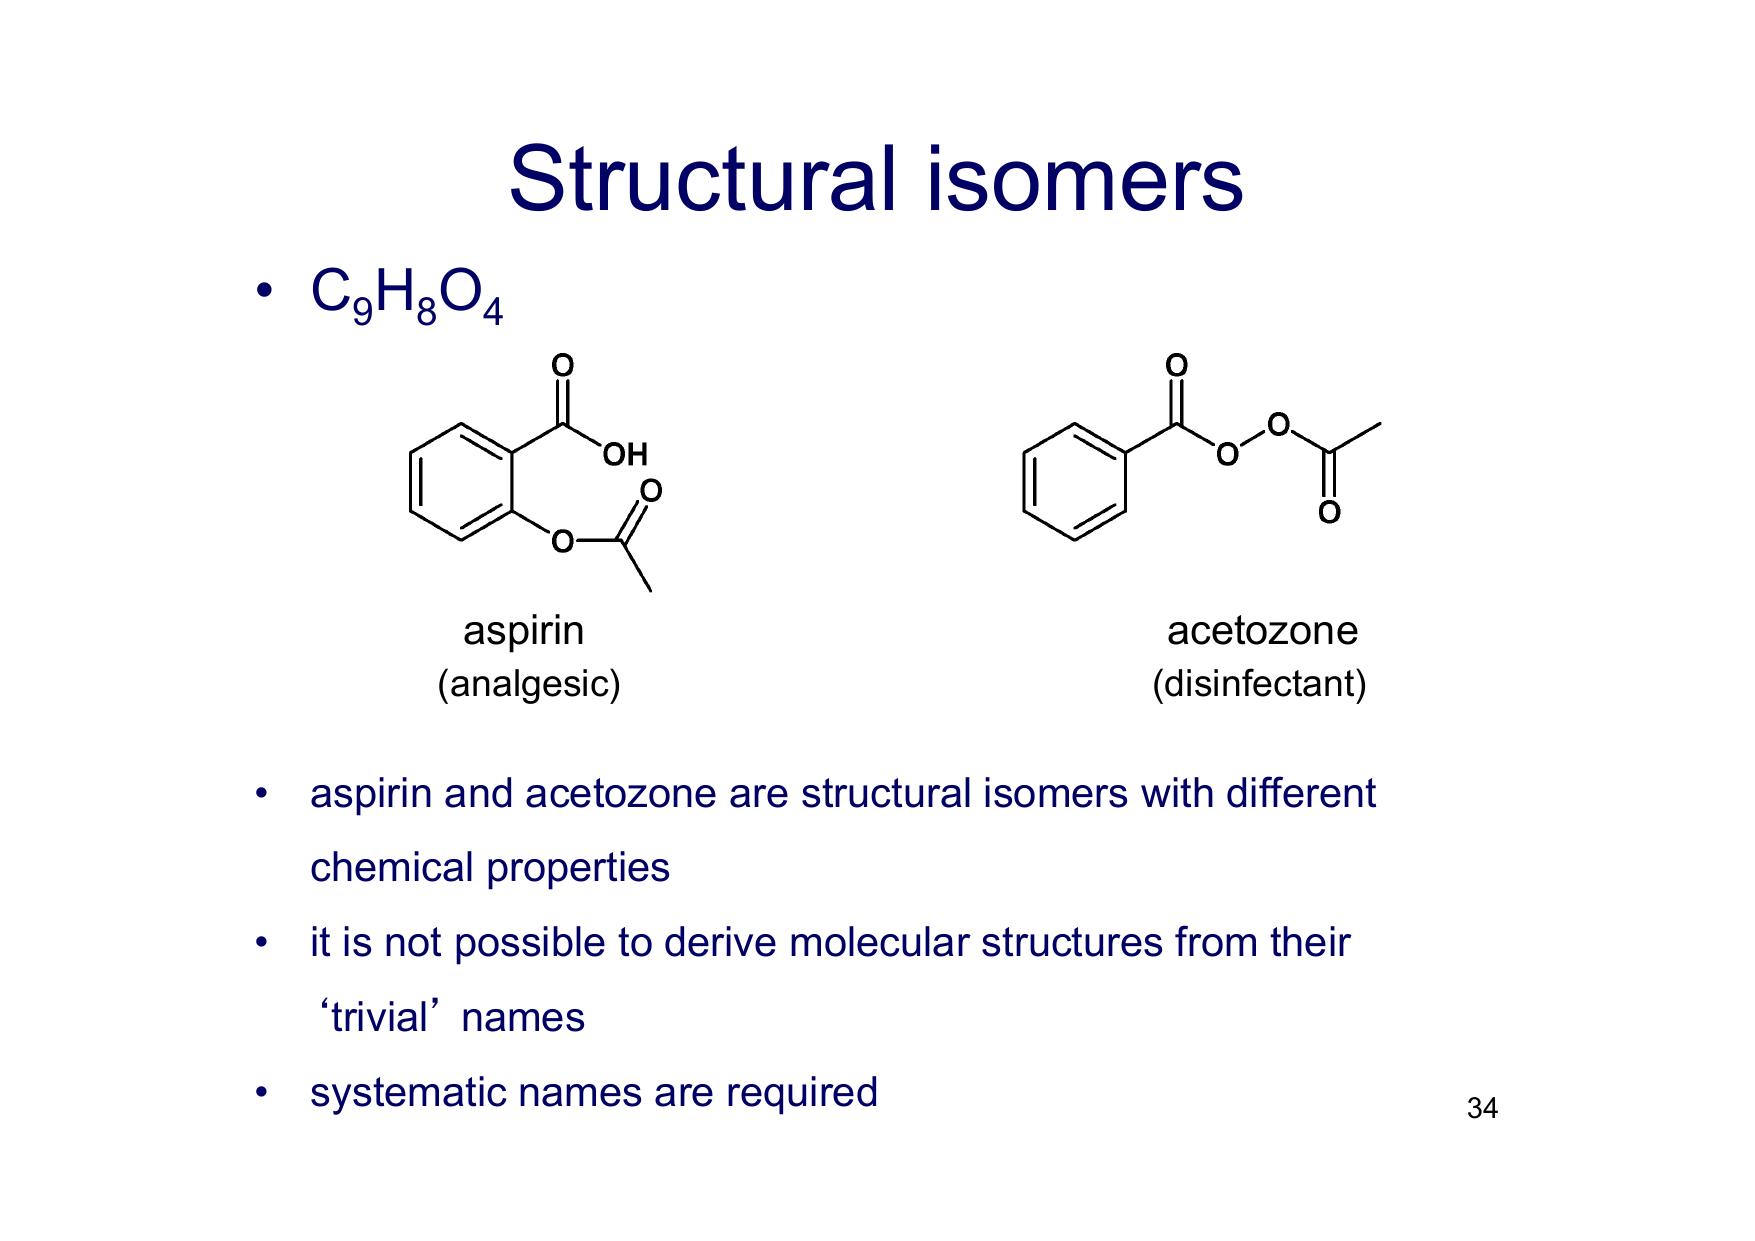 Structural isomers
• C₉H₈O₄
O
OH
O
O
O
O
O
O
aspirin
(analgesic)
acetozone
(disinfectant)
• aspirin and acetozone are structural isomers with different
chemical properties
• it is not possible to derive molecular structures from their
‘trivial’ names
• systematic names are required
34